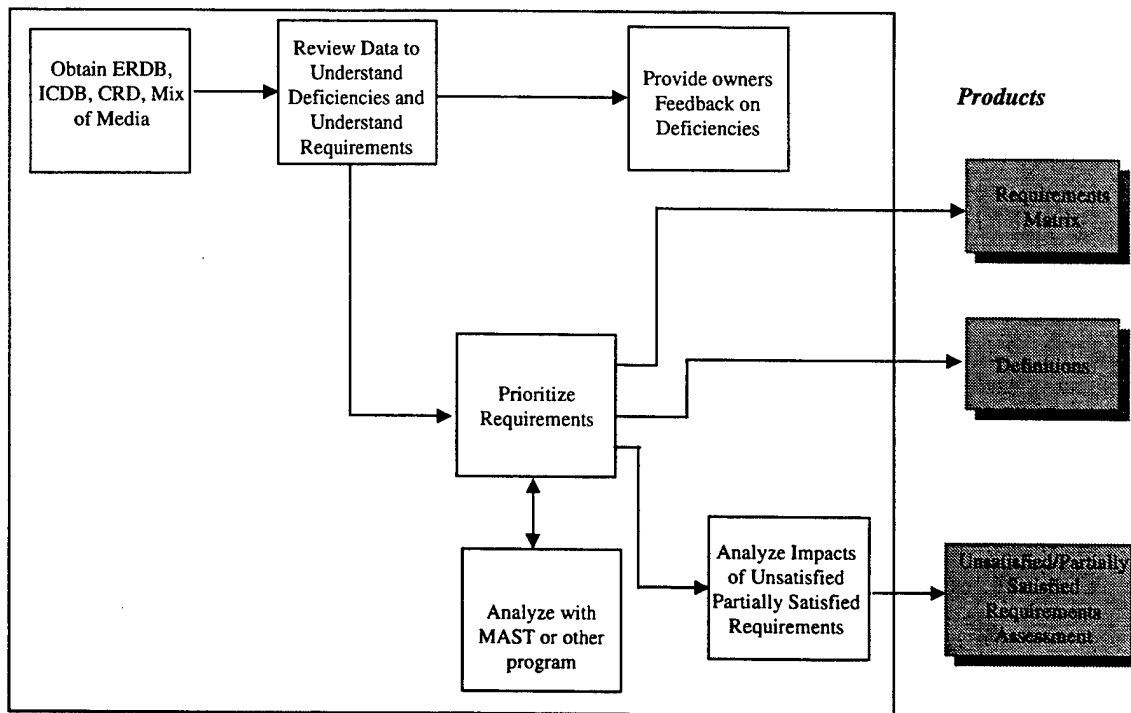 Obtain ERDB,
ICDB, CRD, Mix
of Media
Review Data to
Understand
Deficiencies and
Understand
Requirements
Provide owners
Feedback on
Deficiencies
Products
Requirements
Matrix
Definitions
Prioritize
Requirements
Analyze with
MAST or other
program
Analyze Impacts
of Unsatisfied
Partially Satisfied
Requirements
Unsatisfied/Partially
Satisfied
Requirements
Assessment